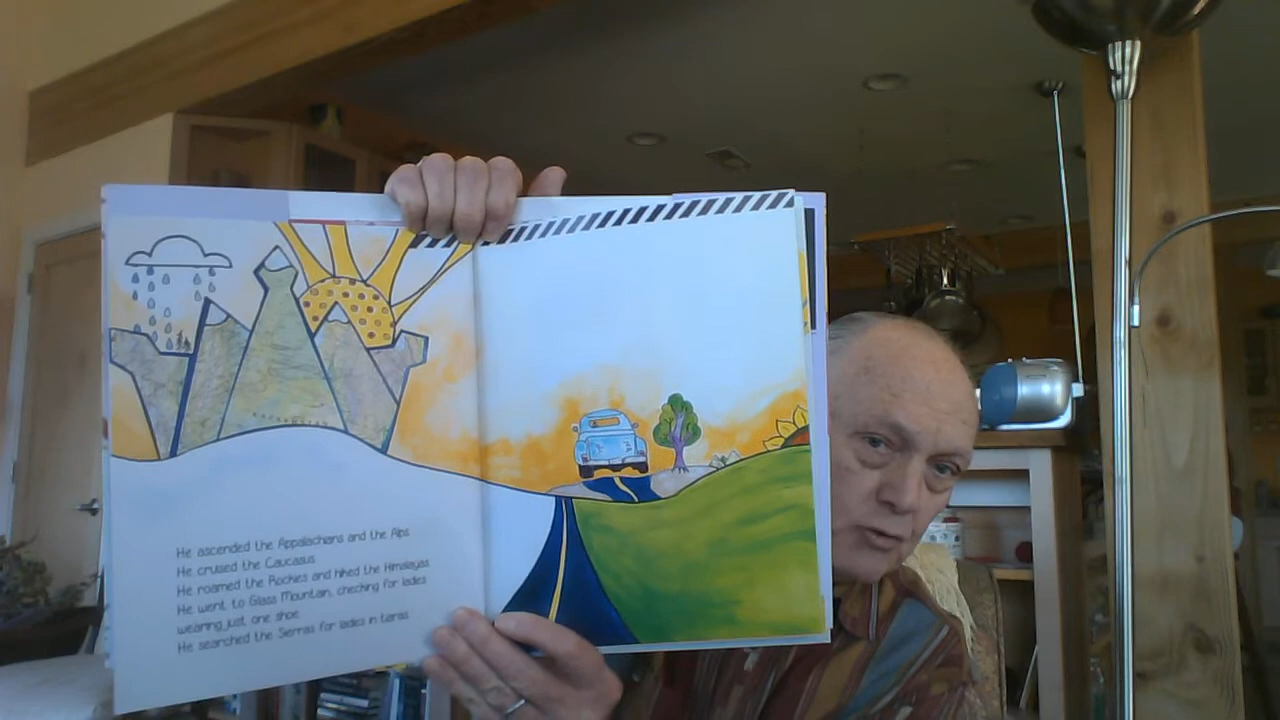 He ascended the Appalachians and the Alps
He cruised the Caucasus
He roamed the Rockies and hiked the Himalayas
He went to Glass Mountain, checking for ladies
wearing just one shoe
He searched the Sierras for ladies in tiaras